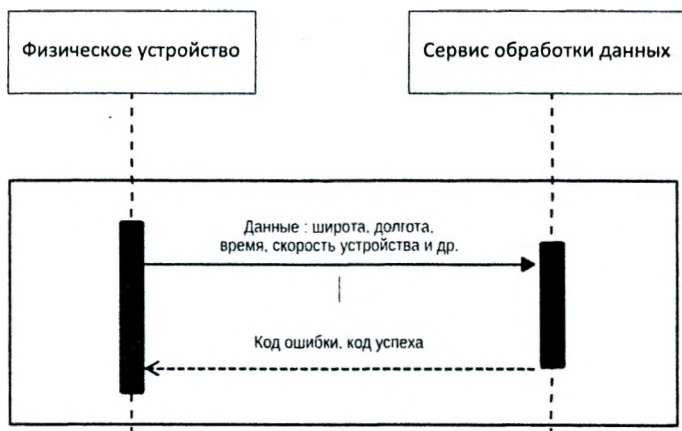 Физическое устройство
Сервис обработки данных
Данные : широта, долгота,
время, скорость устройства и др.
Код ошибки, код успеха